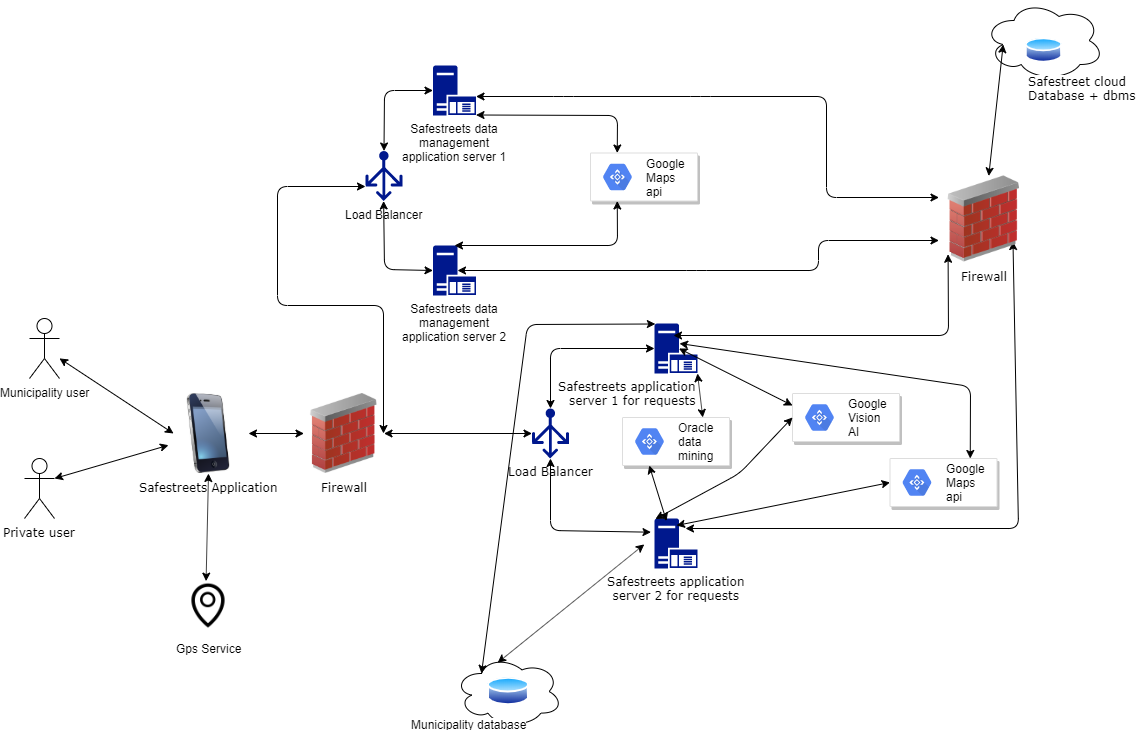 Safestreet cloud
Database + dbms
Safestreets data
management
application server 1
Google
Maps
api
Load Balancer
Firewall
Safestreets data
management
application server 2
Municipality user
Safestreets application
server 1 for requests
Google
Vision
AI
Oracle
data
mining
Load Balancer
Google
Maps
api
Safestreets Application
Firewall
Private user
Safestreets application
server 2 for requests
Gps Service
Municipality database